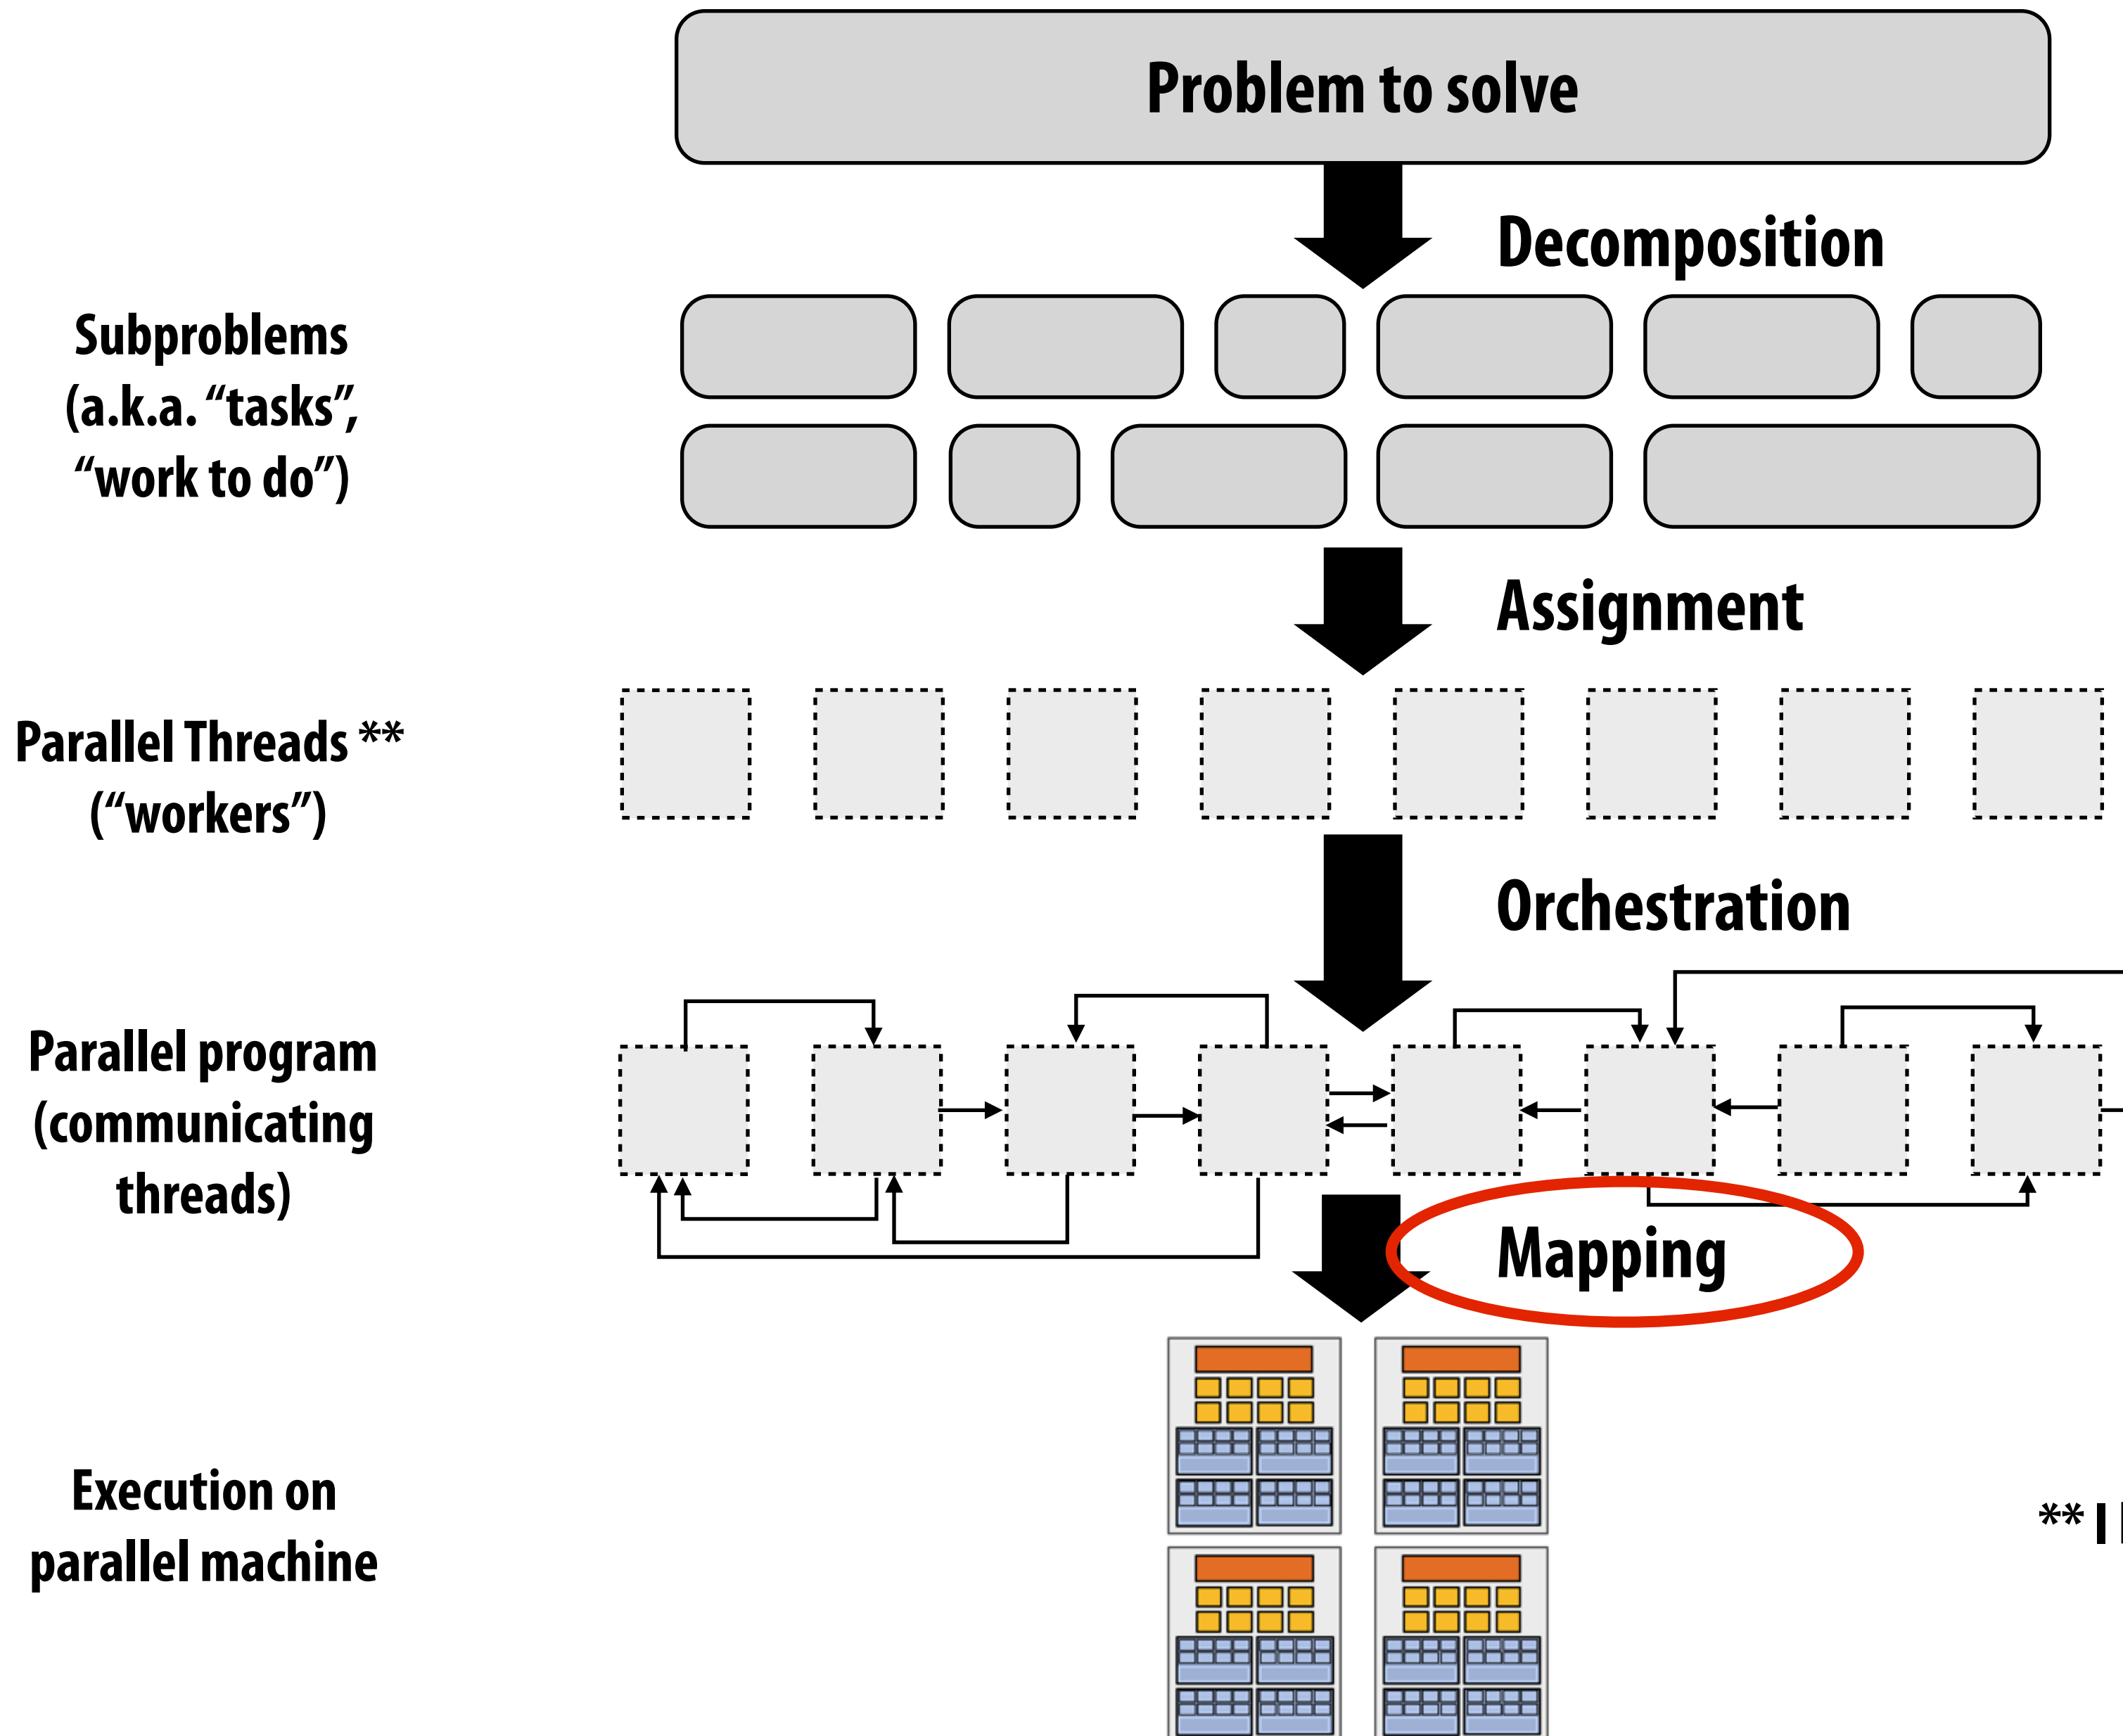 Problem to solve
Decomposition
Subproblems
(a.k.a. “tasks”,
“work to do”)
Assignment
Parallel Threads **
(“workers”)
Orchestration
Parallel program
(communicating
threads)
Mapping
Execution on
parallel machine
** I